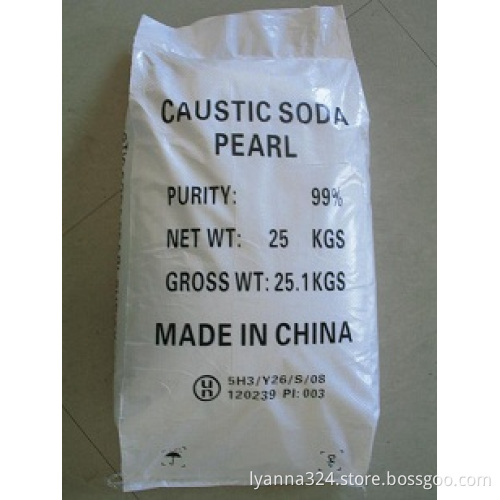 CAUSTIC SODA
PEARL
PURITY: 99%
NET WT: 25 KGS
GROSS WT: 25.1KGS
MADE IN CHINA
un
5H3/Y26/S/08
120239 PI: 003
lyanna324.store.bossgoo.com